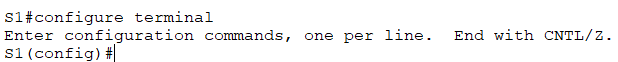 S1#configure terminal
Enter configuration commands, one per line.  End with CNTL/Z.
S1(config)#